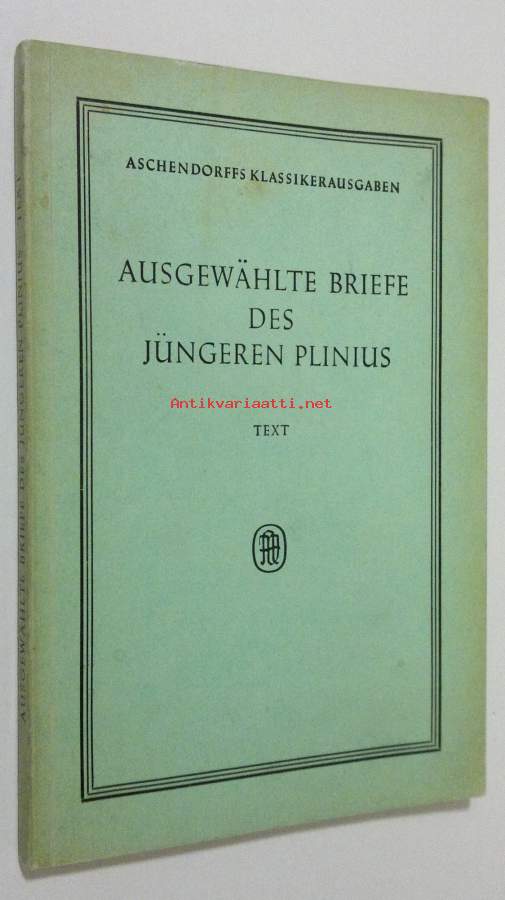 ASCHENDORFFS KLASSIKERAUSGABEN
AUSGEWÄHLTE BRIEFE
DES
JÜNGEREN PLINIUS
Antikvariaatti.net
TEXT
AUSGEWÄHLTE BRIEFE DES JÜNGEREN PLINIUS TEXT